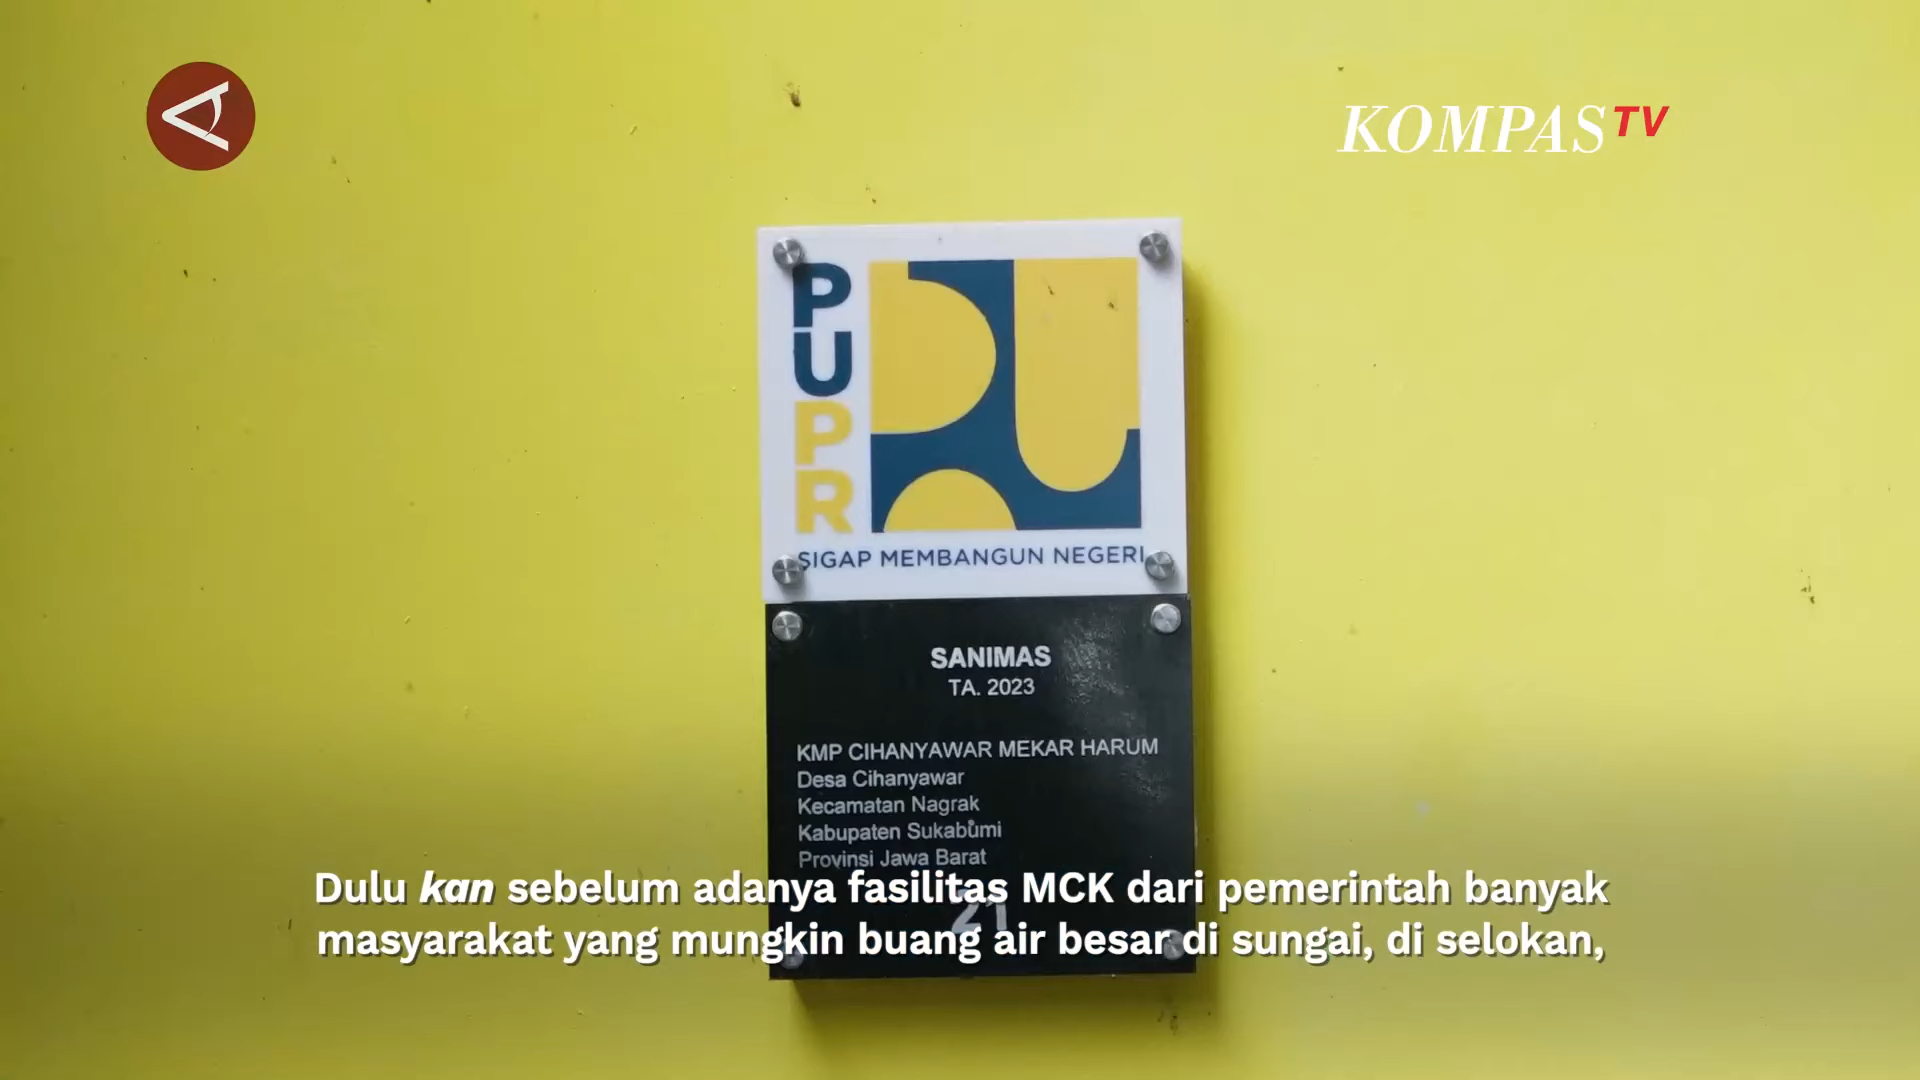 KOMPAS TV
PUPR
SIGAP MEMBANGUN NEGERI
SANIMAS
TA. 2023
KMP CIHANYAWAR MEKAR HARUM
Desa Cihanyawar
Kecamatan Nagrak
Kabupaten Sukabumi
Provinsi Jawa Barat
21
Dulu kan sebelum adanya fasilitas MCK dari pemerintah banyak
masyarakat yang mungkin buang air besar di sungai, di selokan,